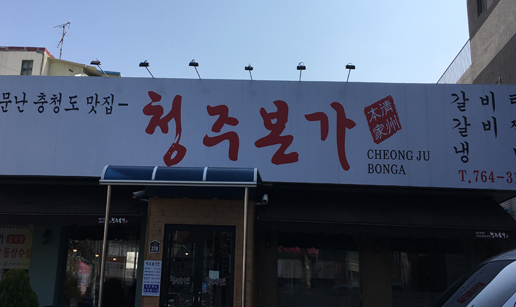 문난 충청도 맛집-
청주본가
清州
本家
CHEONG JU
BONGA
갈비
갈비
냉
T.764-3